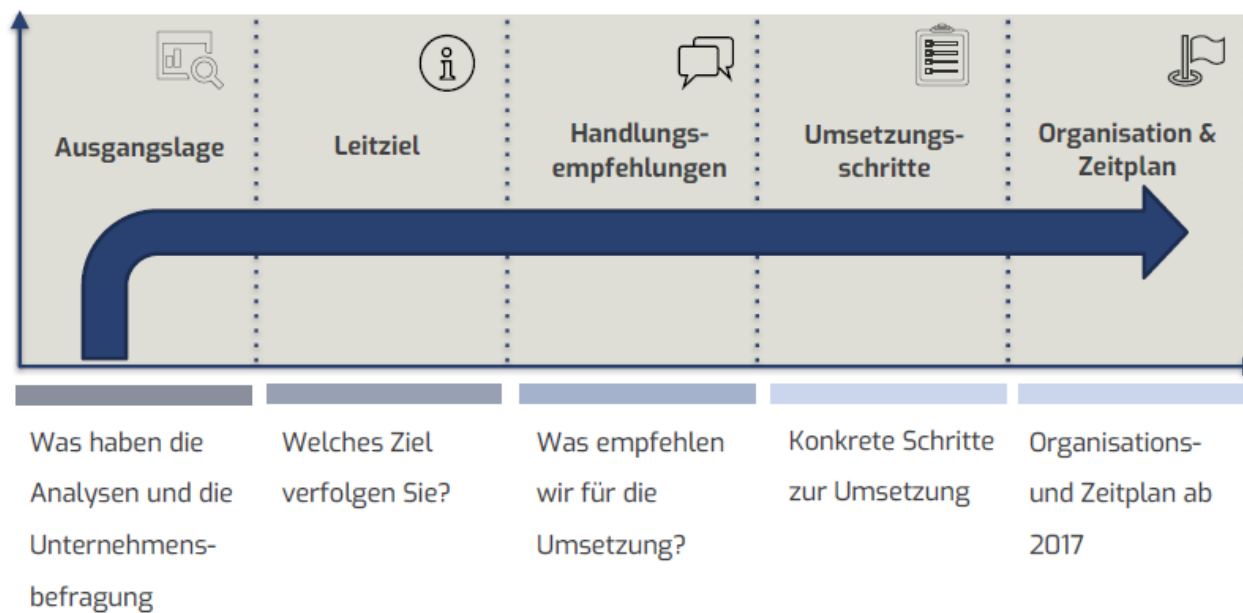 Ausgangslage
Leitziel
Handlungs-
empfehlungen
Umsetzungs-
schritte
Organisation &
Zeitplan
Was haben die
Analysen und die
Unternehmens-
befragung
Welches Ziel
verfolgen Sie?
Was empfehlen
wir für die
Umsetzung?
Konkrete Schritte
zur Umsetzung
Organisations-
und Zeitplan ab
2017